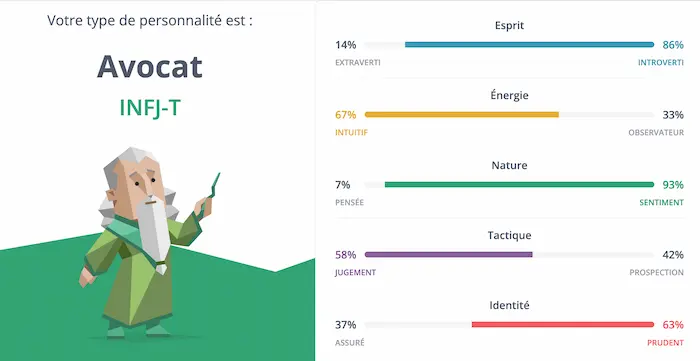 Votre type de personnalité est :
Avocat
INFJ-T
Esprit
14% 86%
EXTRAVERTI INTROVERTI
Énergie
67% 33%
INTUITIF OBSERVATEUR
Nature
7% 93%
PENSÉE SENTIMENT
Tactique
58% 42%
JUGEMENT PROSPECTION
Identité
37% 63%
ASSURÉ PRUDENT